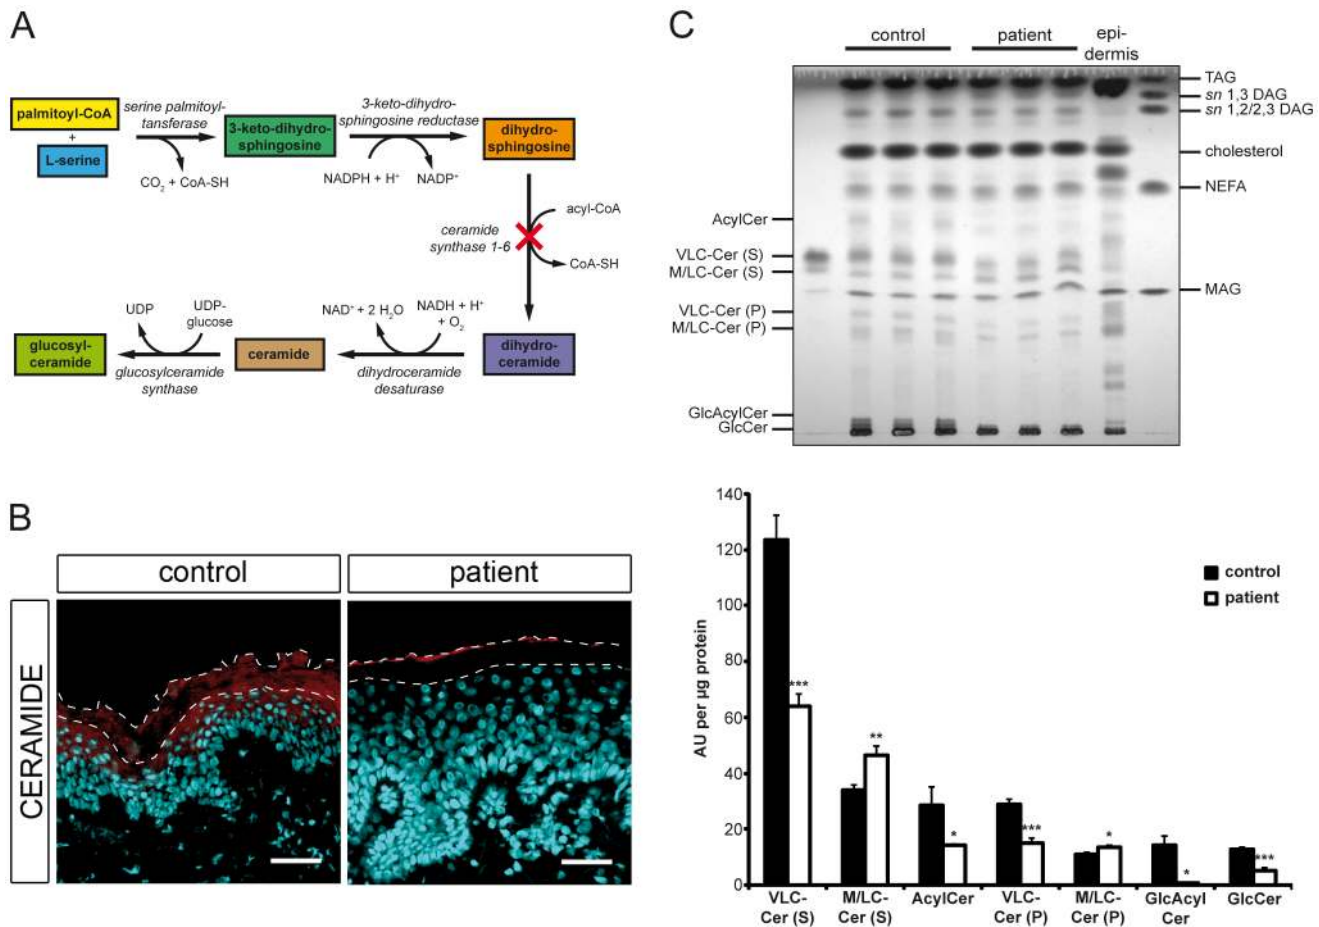 A
palmitoyl-CoA
+
L-serine
serine palmitoyl-
tansferase
CO2 + CoA-SH
3-keto-dihydro-
sphingosine
3-keto-dihydro-
sphingosine reductase
NADPH + H⁺
NADP⁺
dihydro-
sphingosine
ceramide
synthase 1-6
acyl-CoA
CoA-SH
dihydro-
ceramide
NAD⁺ + 2 H2O
NADH + H⁺
+ O2
dihydroceramide
desaturase
ceramide
UDP
UDP-
glucose
glucosylceramide
synthase
glucosyl-
ceramide
B
control
patient
CERAMIDE
C
control
patient
epi-
dermis
TAG
sn 1,3 DAG
sn 1,2/2,3 DAG
cholesterol
NEFA
MAG
AcylCer
VLC-Cer (S)
M/LC-Cer (S)
VLC-Cer (P)
M/LC-Cer (P)
GlcAcylCer
GlcCer
AU per µg protein
140
120
100
80
60
40
20
0
control
patient
***
**
*
***
*
*
***
VLC-
Cer (S)
M/LC-
Cer (S)
AcylCer
VLC-
Cer (P)
M/LC-
Cer (P)
GlcAcyl
Cer
GlcCer